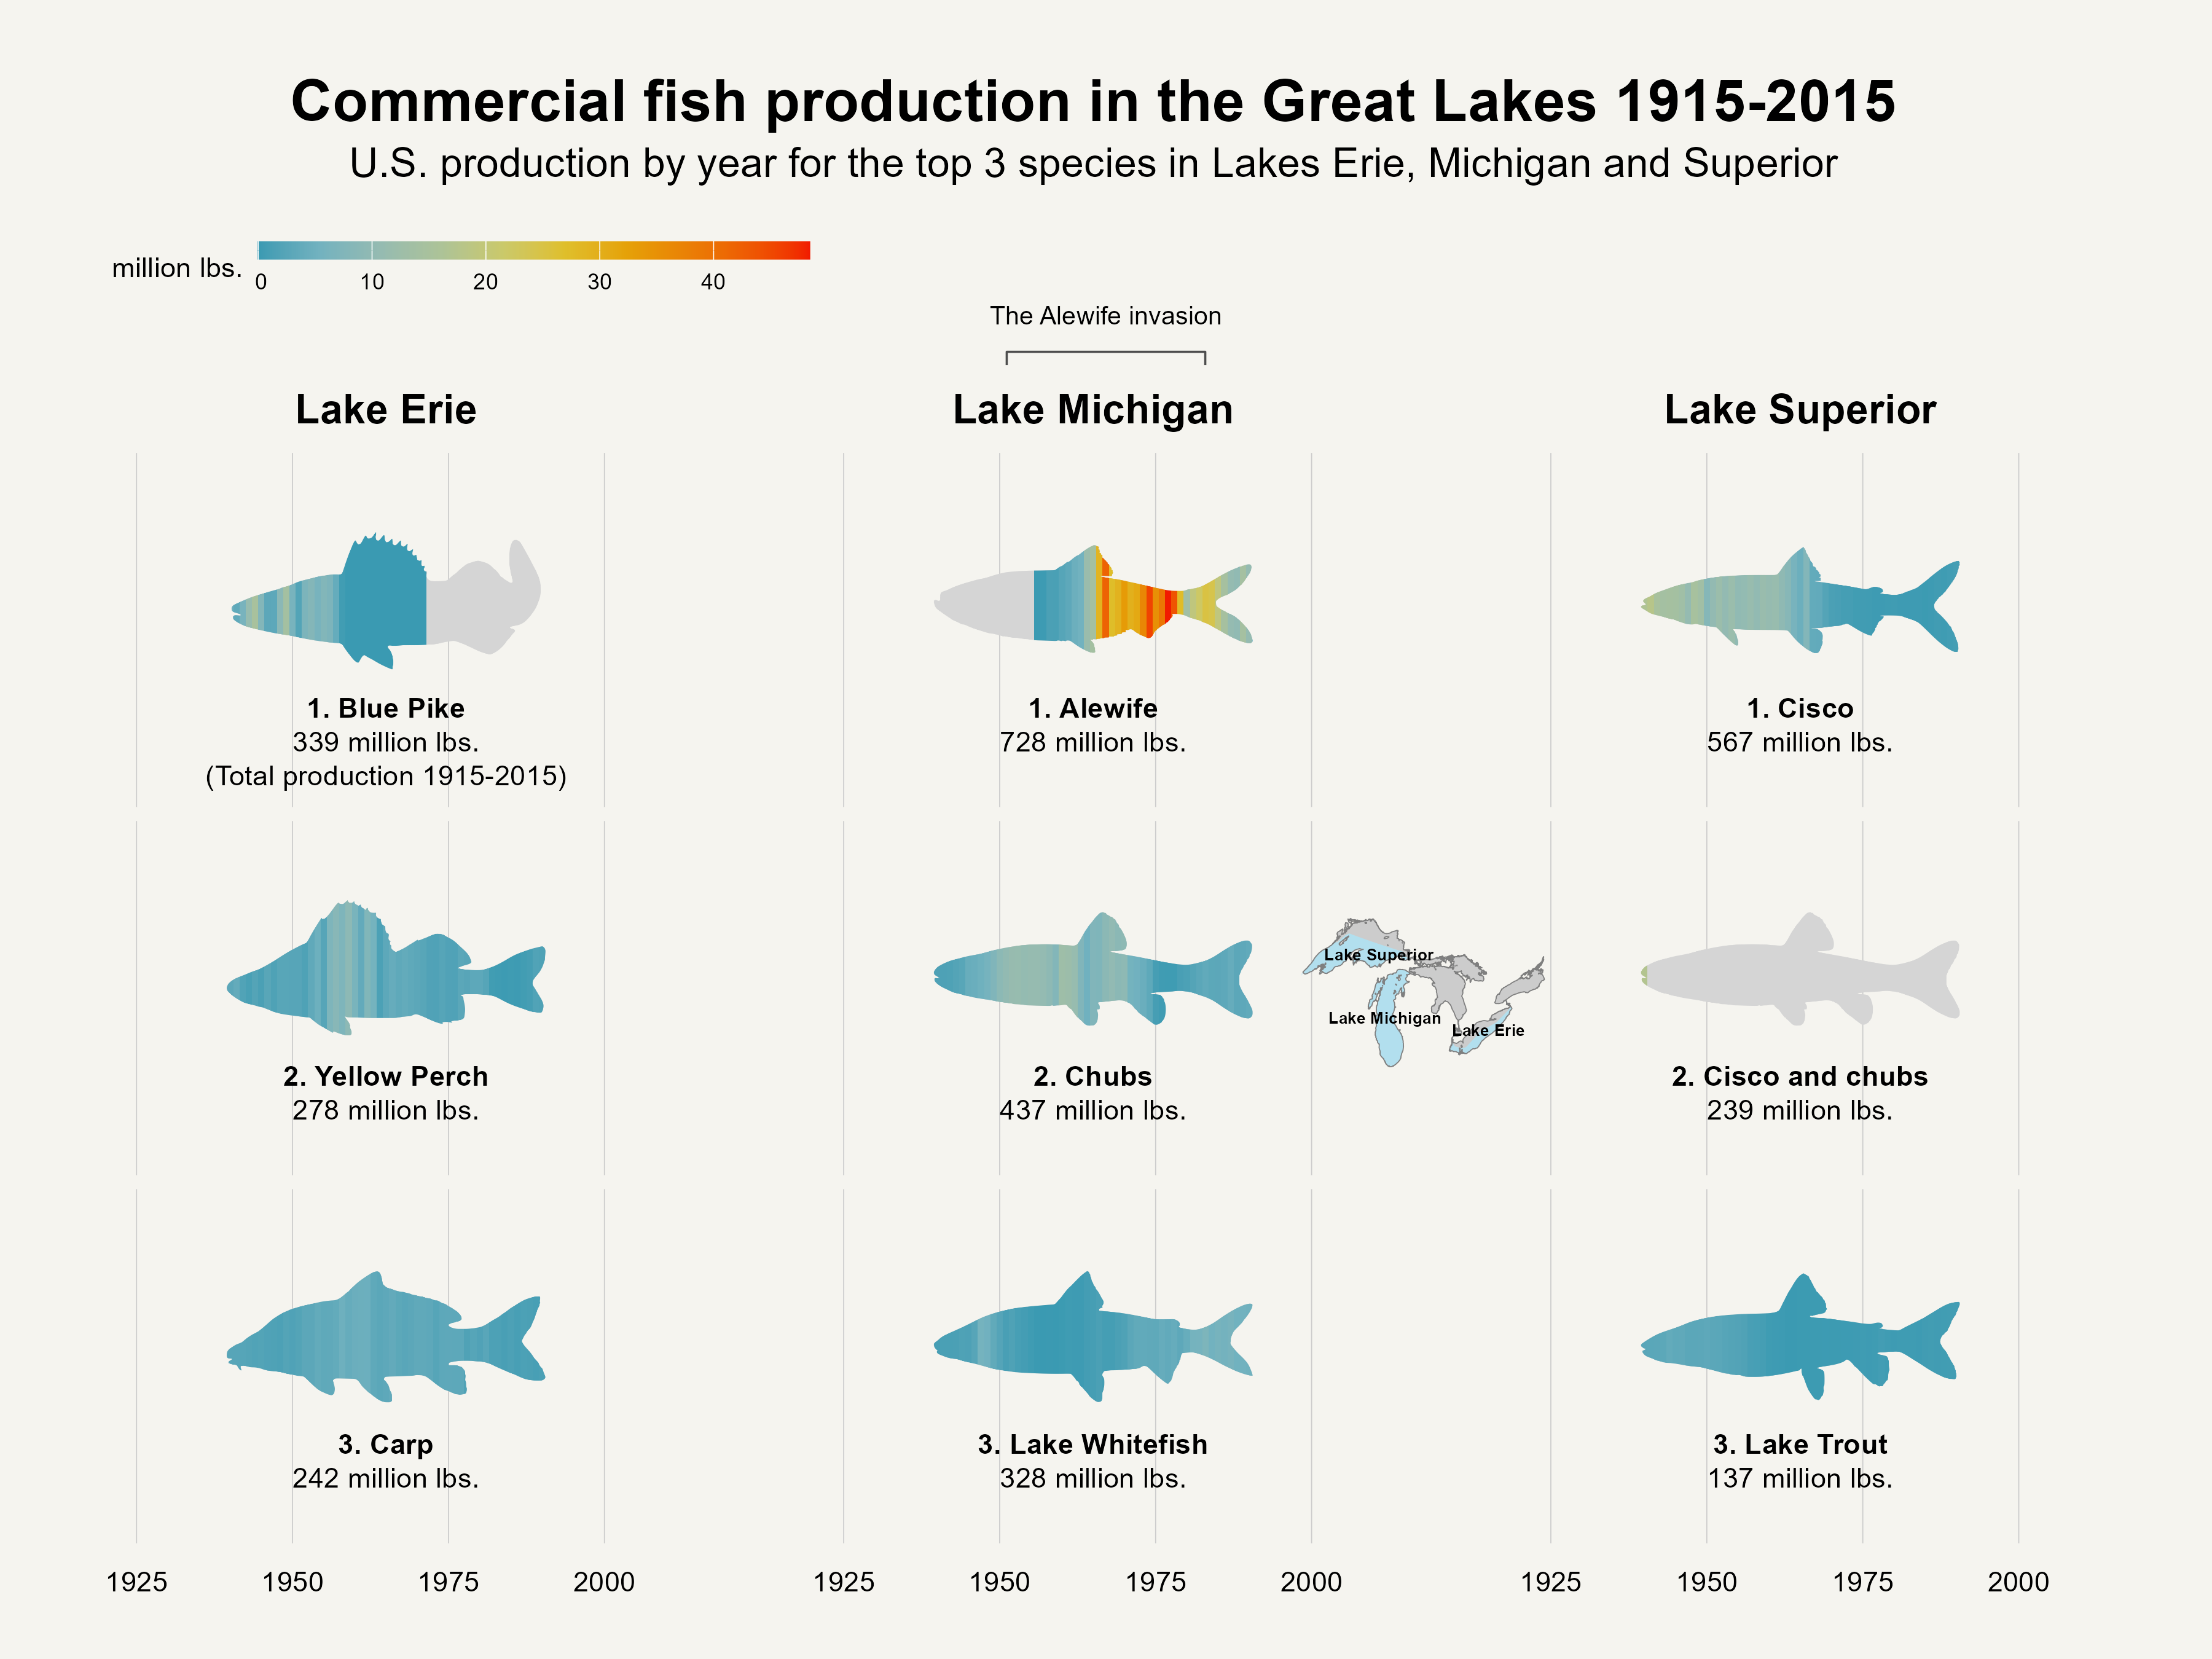 Commercial fish production in the Great Lakes 1915-2015
U.S. production by year for the top 3 species in Lakes Erie, Michigan and Superior
million lbs.
0 10 20 30 40
The Alewife invasion
Lake Erie
Lake Michigan
Lake Superior
1. Blue Pike
339 million lbs.
(Total production 1915-2015)
1. Alewife
728 million lbs.
1. Cisco
567 million lbs.
2. Yellow Perch
278 million lbs.
2. Chubs
437 million lbs.
Lake Superior
Lake Michigan
Lake Erie
2. Cisco and chubs
239 million lbs.
3. Carp
242 million lbs.
3. Lake Whitefish
328 million lbs.
3. Lake Trout
137 million lbs.
1925 1950 1975 2000
1925 1950 1975 2000
1925 1950 1975 2000